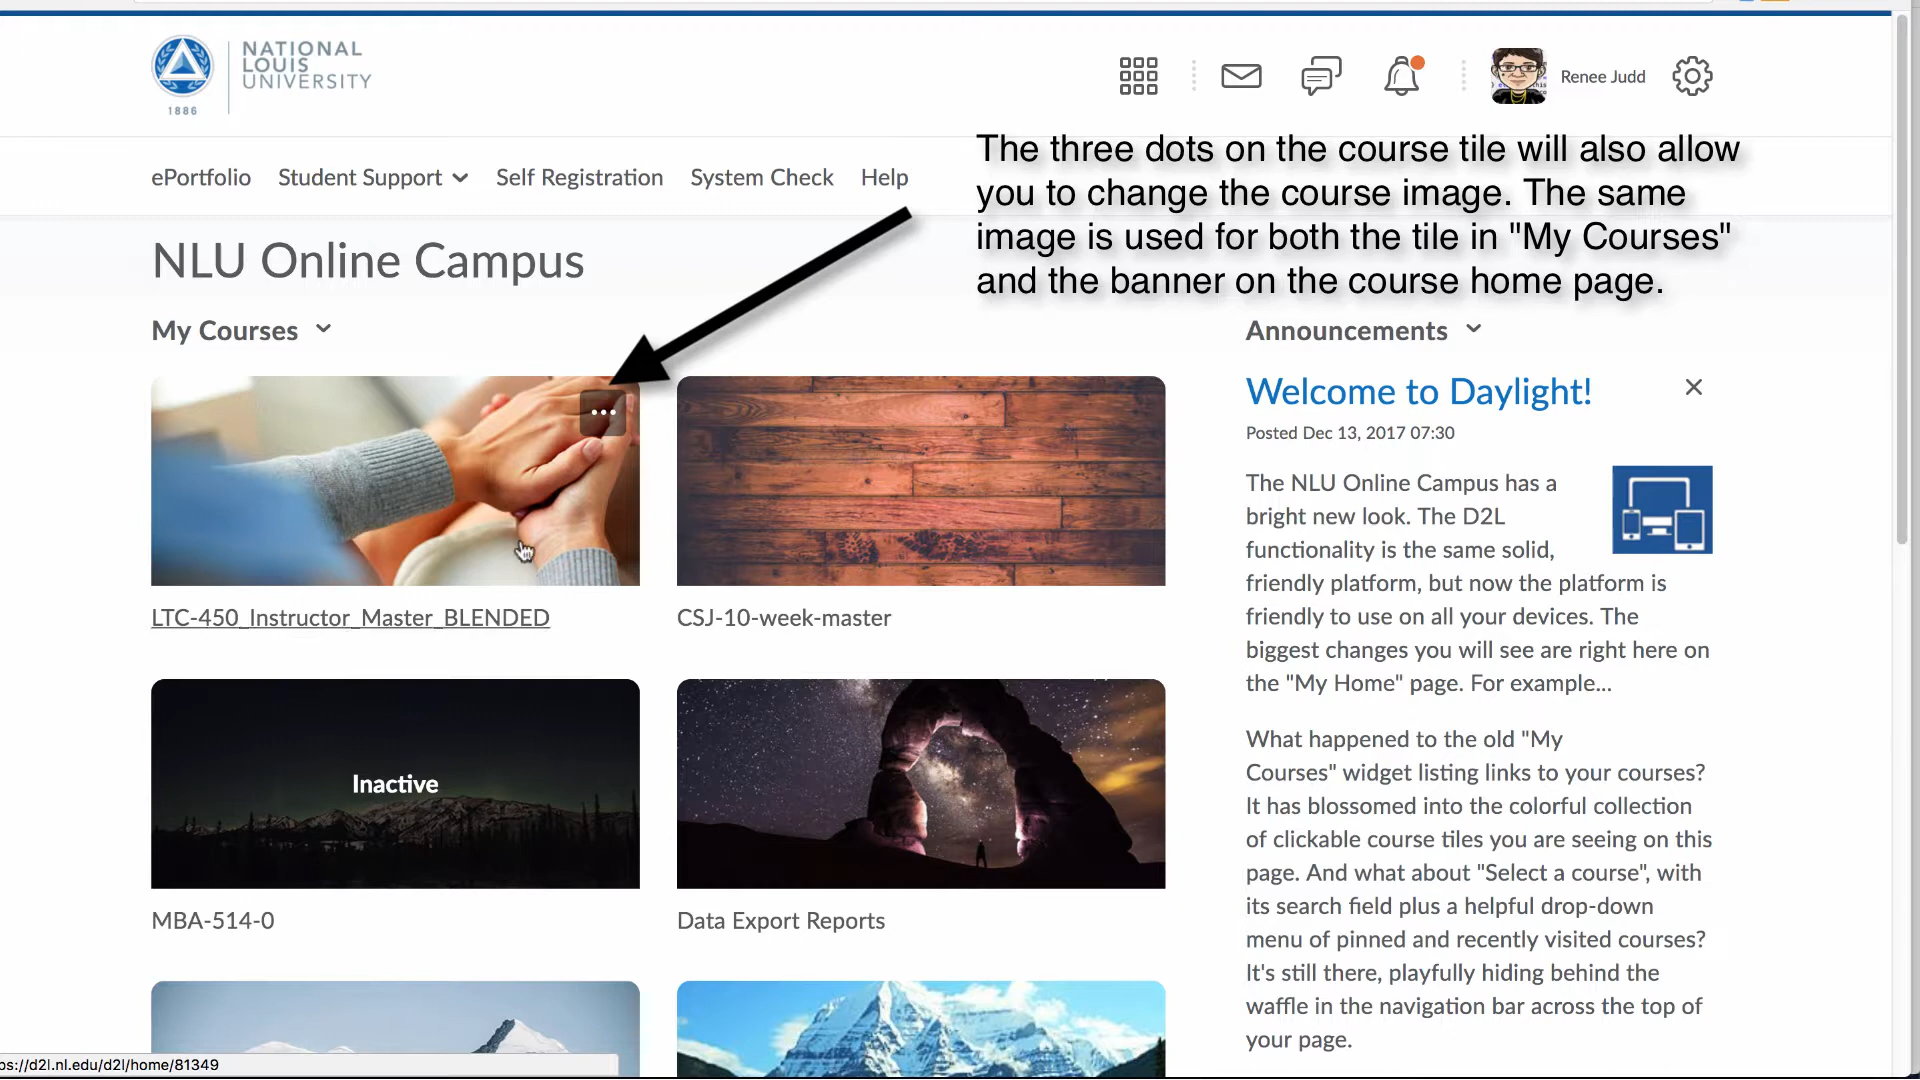 NATIONAL
LOUIS
UNIVERSITY
1886
Renee Judd
The three dots on the course tile will also allow
you to change the course image. The same
image is used for both the tile in "My Courses"
and the banner on the course home page.
ePortfolio
Student Support
Self Registration
System Check
Help
NLU Online Campus
My Courses
LTC-450_Instructor_Master_BLENDED
CSJ-10-week-master
Inactive
MBA-514-0
Data Export Reports
Announcements
Welcome to Daylight!
Posted Dec 13, 2017 07:30
The NLU Online Campus has a
bright new look. The D2L
functionality is the same solid,
friendly platform, but now the platform is
friendly to use on all your devices. The
biggest changes you will see are right here on
the "My Home" page. For example...
What happened to the old "My
Courses" widget listing links to your courses?
It has blossomed into the colorful collection
of clickable course tiles you are seeing on this
page. And what about "Select a course", with
its search field plus a helpful drop-down
menu of pinned and recently visited courses?
It's still there, playfully hiding behind the
waffle in the navigation bar across the top of
your page.
ps://d2l.nl.edu/d2l/home/81349